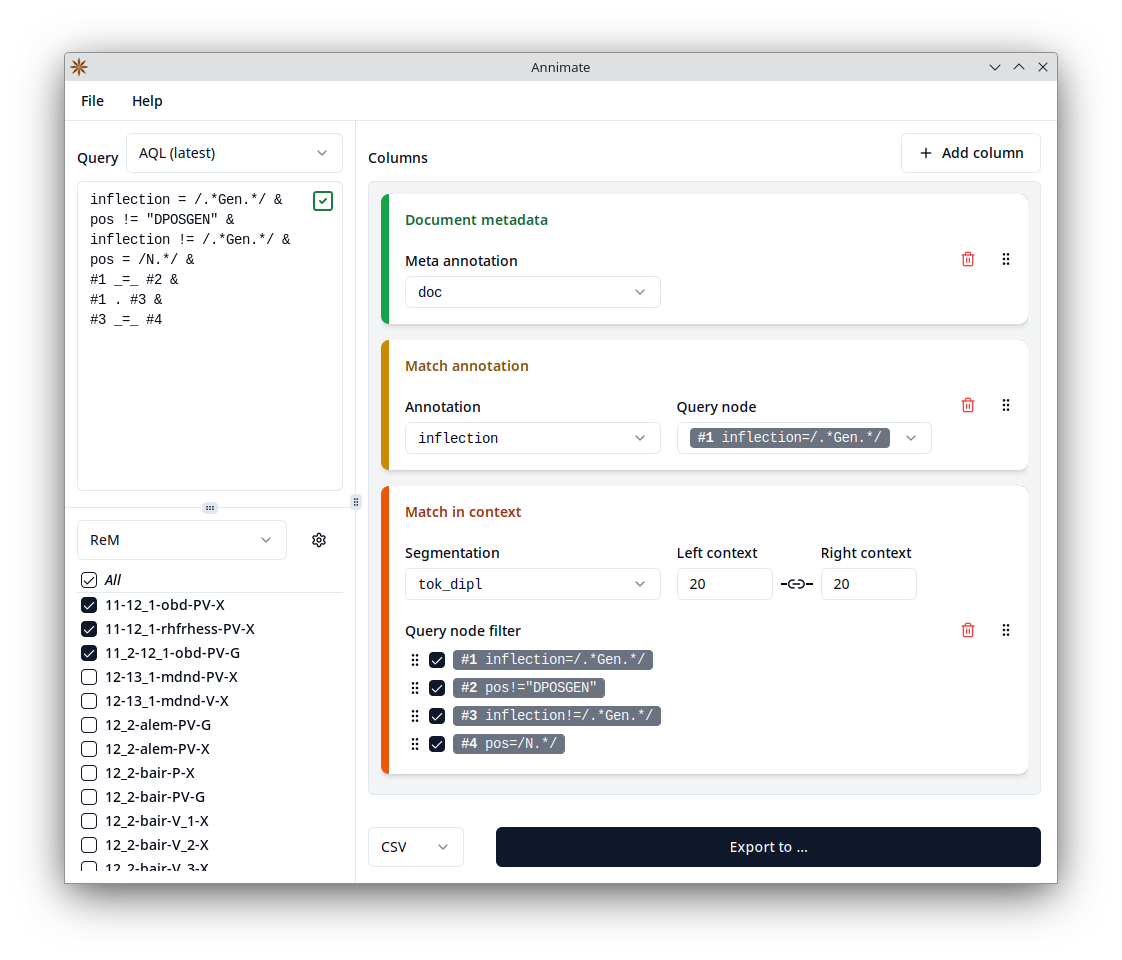 Annimate
File Help
Query AQL (latest)
inflection = /.*Gen.*/ &
pos != "DPOSGEN" &
inflection != /.*Gen.*/ &
pos = /N.*/ &
#1 _=_ #2 &
#1 . #3 &
#3 _=_ #4
ReM
All
11-12_1-obd-PV-X
11-12_1-rhfrhess-PV-X
11_2-12_1-obd-PV-G
12-13_1-mdnd-PV-X
12-13_1-mdnd-V-X
12_2-alem-PV-G
12_2-alem-PV-X
12_2-bair-P-X
12_2-bair-PV-G
12_2-bair-V_1-X
12_2-bair-V_2-X
12_2-bair-V_3-X
Columns + Add column
Document metadata
Meta annotation
doc
Match annotation
Annotation Query node
inflection #1 inflection=/.*Gen.*/
Match in context
Segmentation Left context Right context
tok_dipl 20 20
Query node filter
#1 inflection=/.*Gen.*/
#2 pos!="DPOSGEN"
#3 inflection!=/.*Gen.*/
#4 pos=/N.*/
CSV Export to ...